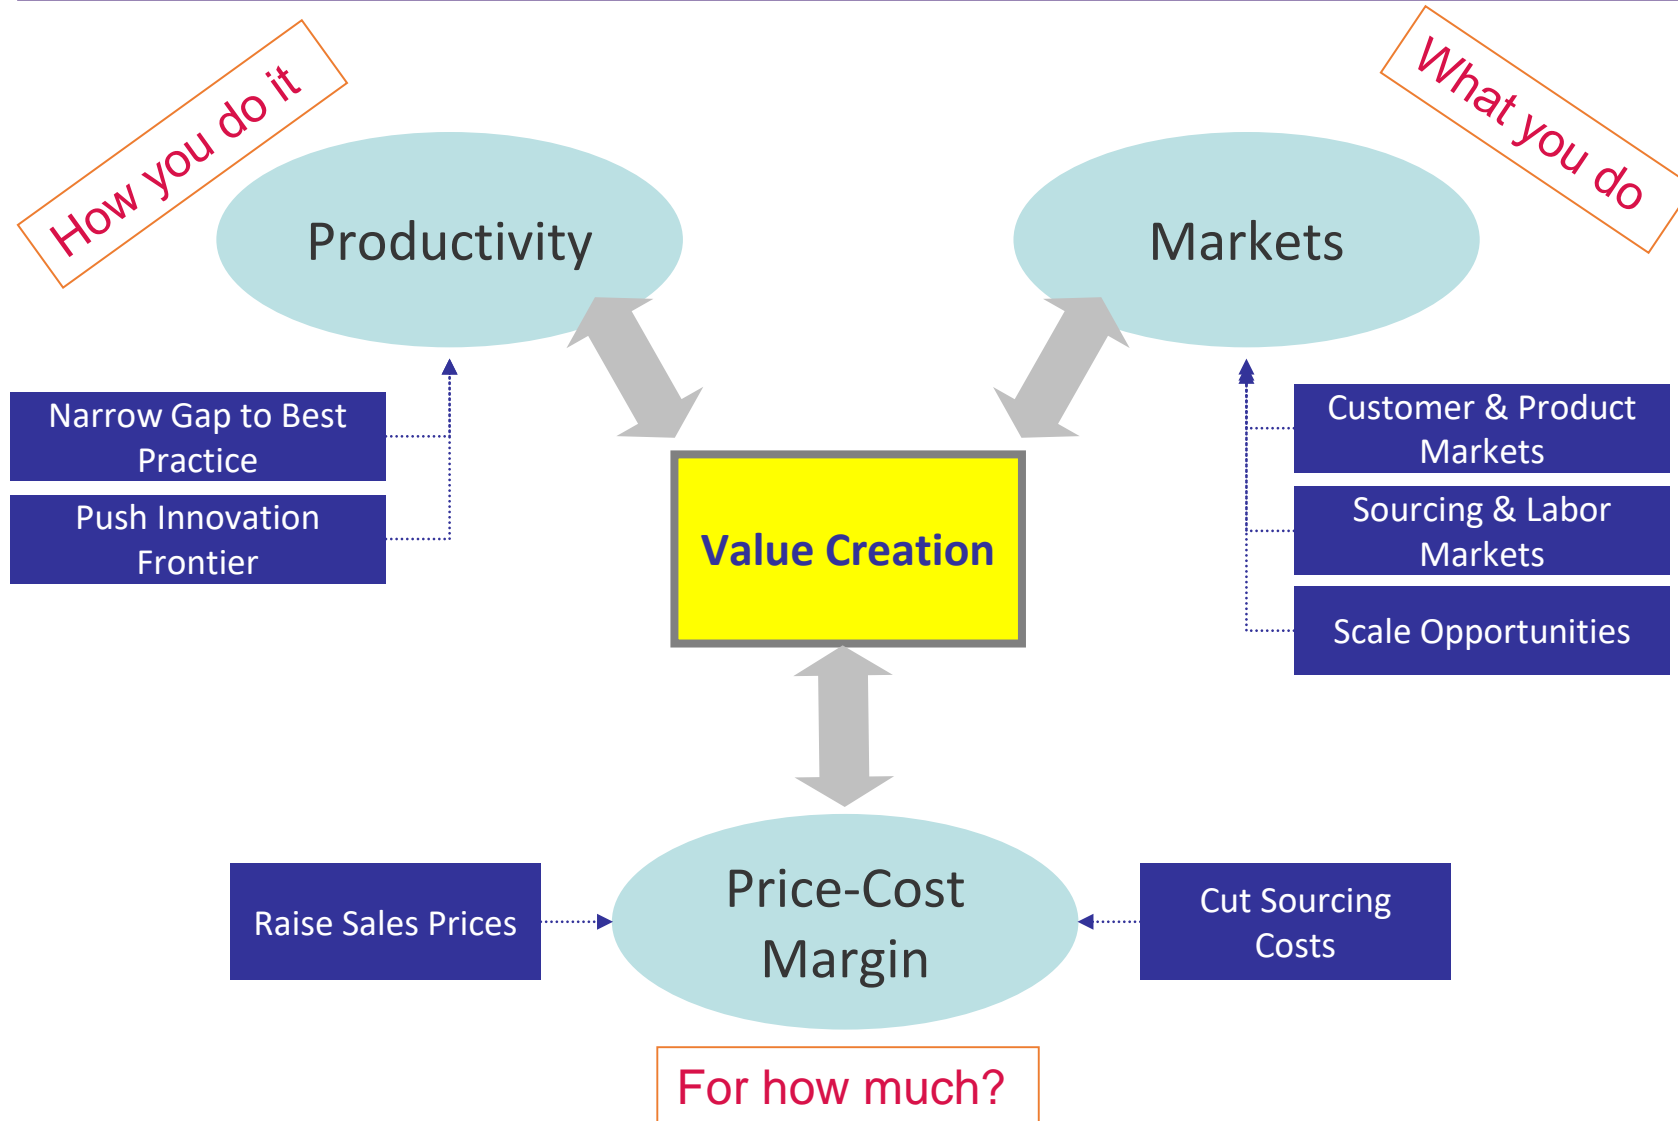 How you do it
What you do
Productivity
Markets
Narrow Gap to Best
Practice
Push Innovation
Frontier
Customer & Product
Markets
Sourcing & Labor
Markets
Scale Opportunities
Value Creation
Raise Sales Prices
Price-Cost
Margin
Cut Sourcing
Costs
For how much?